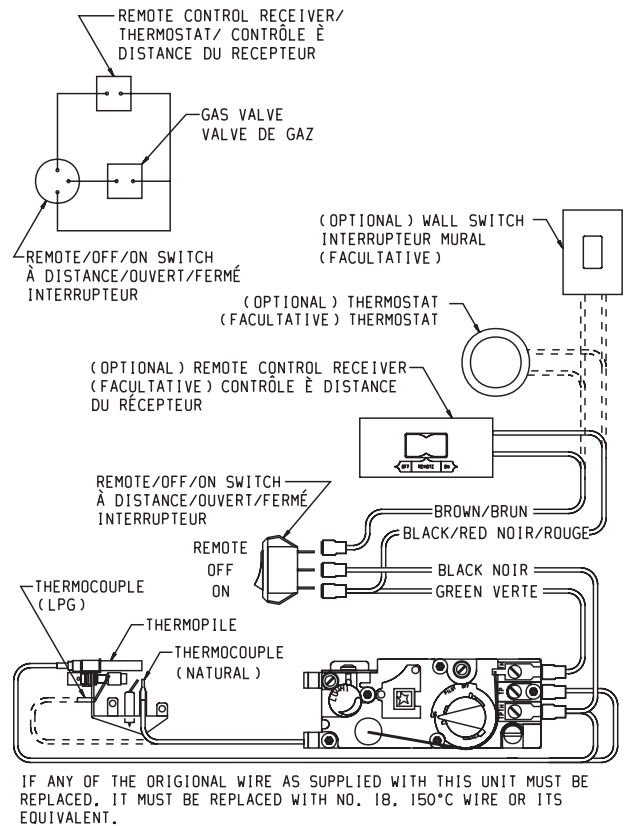 REMOTE CONTROL RECEIVER/
THERMOSTAT/ CONTRÔLE È
DISTANCE DU RECEPTEUR
GAS VALVE
VALVE DE GAZ
REMOTE/OFF/ON SWITCH
À DISTANCE/OUVERT/FERMÉ
INTERRUPTEUR
(OPTIONAL) WALL SWITCH
INTERRUPTEUR MURAL
(FACULTATIVE)
(OPTIONAL) THERMOSTAT
(FACULTATIVE) THERMOSTAT
(OPTIONAL) REMOTE CONTROL RECEIVER
(FACULTATIVE) CONTRÔLE È DISTANCE
DU RÉCEPTEUR
OFF REMOTE ON
REMOTE/OFF/ON SWITCH
À DISTANCE/OUVERT/FERMÉ
INTERRUPTEUR
REMOTE
OFF
ON
BROWN/BRUN
BLACK/RED NOIR/ROUGE
BLACK NOIR
GREEN VERTE
THERMOCOUPLE
(LPG)
THERMOPILE
THERMOCOUPLE
(NATURAL)
IF ANY OF THE ORIGIONAL WIRE AS SUPPLIED WITH THIS UNIT MUST BE
REPLACED, IT MUST BE REPLACED WITH NO. 18, 150°C WIRE OR ITS
EQUIVALENT.